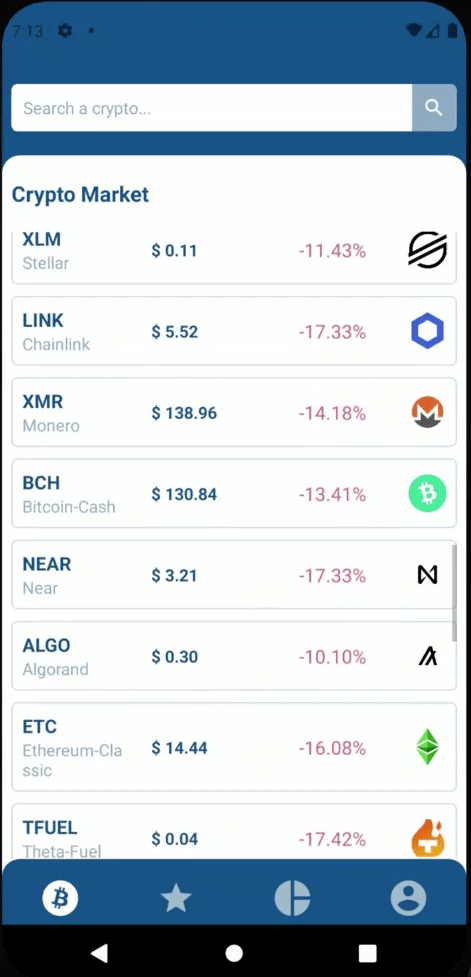 7:13
Search a crypto...
Crypto Market
XLM
Stellar
$ 0.11
-11.43%
LINK
Chainlink
$ 5.52
-17.33%
XMR
Monero
$ 138.96
-14.18%
BCH
Bitcoin-Cash
$ 130.84
-13.41%
NEAR
Near
$ 3.21
-17.33%
ALGO
Algorand
$ 0.30
-10.10%
ETC
Ethereum-Cla
ssic
$ 14.44
-16.08%
TFUEL
Theta-Fuel
$ 0.04
-17.42%